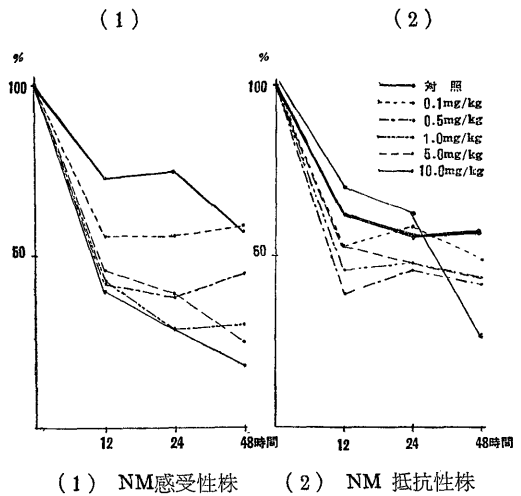 (1) (2)
% %
100 100
対照
0.1mg/kg
0.5mg/kg
1.0mg/kg
5.0mg/kg
10.0mg/kg
50 50
12 24 48時間 12 24 48時間
(1) NM感受性株 (2) NM 抵抗性株